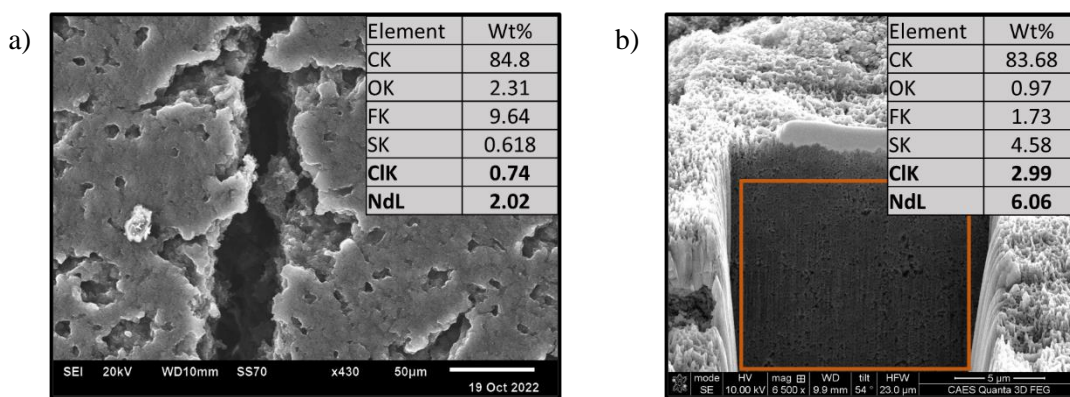 a)
Element Wt%
CK 84.8
OK 2.31
FK 9.64
SK 0.618
ClK 0.74
NdL 2.02
SEI 20kV WD10mm SS70 x430 50µm
19 Oct 2022
b)
Element Wt%
CK 83.68
OK 0.97
FK 1.73
SK 4.58
ClK 2.99
NdL 6.06
mode HV mag WD tilt HFW 5 µm
SE 10.00 kV 6 500 x 9.9 mm 54 ° 23.0 µm CAES Quanta 3D FEG